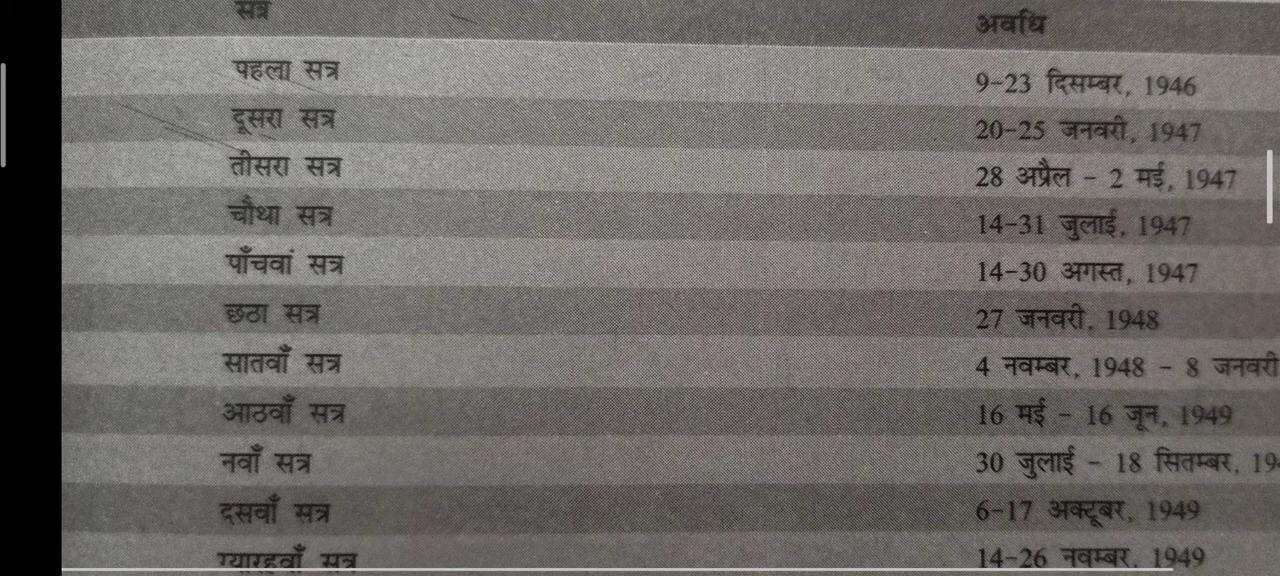 सत्र अवधि
पहला सत्र 9-23 दिसम्बर, 1946
दूसरा सत्र 20-25 जनवरी, 1947
तीसरा सत्र 28 अप्रैल - 2 मई, 1947
चौथा सत्र 14-31 जुलाई, 1947
पाँचवां सत्र 14-30 अगस्त, 1947
छठा सत्र 27 जनवरी, 1948
सातवाँ सत्र 4 नवम्बर, 1948 - 8 जनवरी
आठवाँ सत्र 16 मई - 16 जून, 1949
नवाँ सत्र 30 जुलाई - 18 सितम्बर,
दसवाँ सत्र 6-17 अक्टूबर, 1949
ग्यारहवाँ सत्र 14-26 नवम्बर, 1949